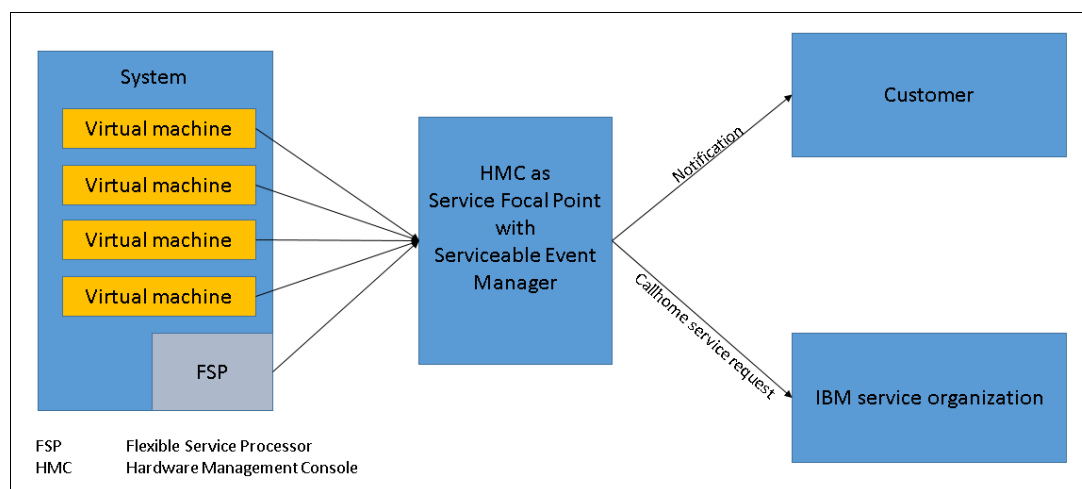 System
Virtual machine
Virtual machine
Virtual machine
Virtual machine
FSP
HMC as
Service Focal Point
with
Serviceable Event
Manager
Notification
Callhome service request
Customer
IBM service organization
FSP Flexible Service Processor
HMC Hardware Management Console